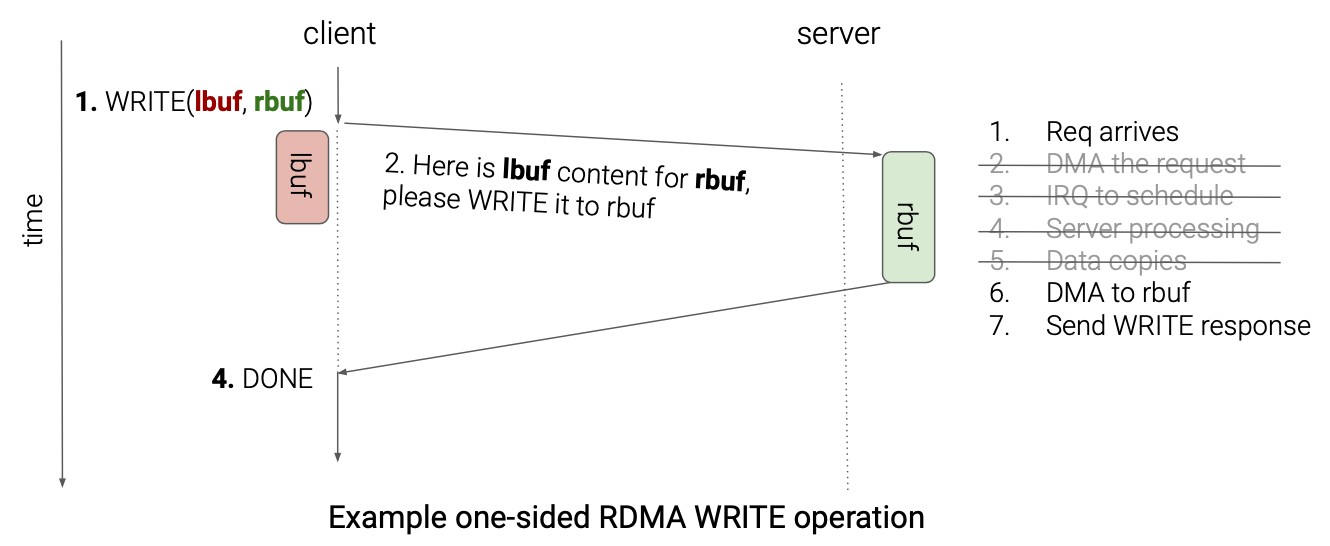 client
server
1. WRITE(lbuf, rbuf)
lbuf
2. Here is lbuf content for rbuf,
please WRITE it to rbuf
rbuf
time
1. Req arrives
2. DMA the request
3. IRQ to schedule
4. Server processing
5. Data copies
6. DMA to rbuf
7. Send WRITE response
4. DONE
Example one-sided RDMA WRITE operation